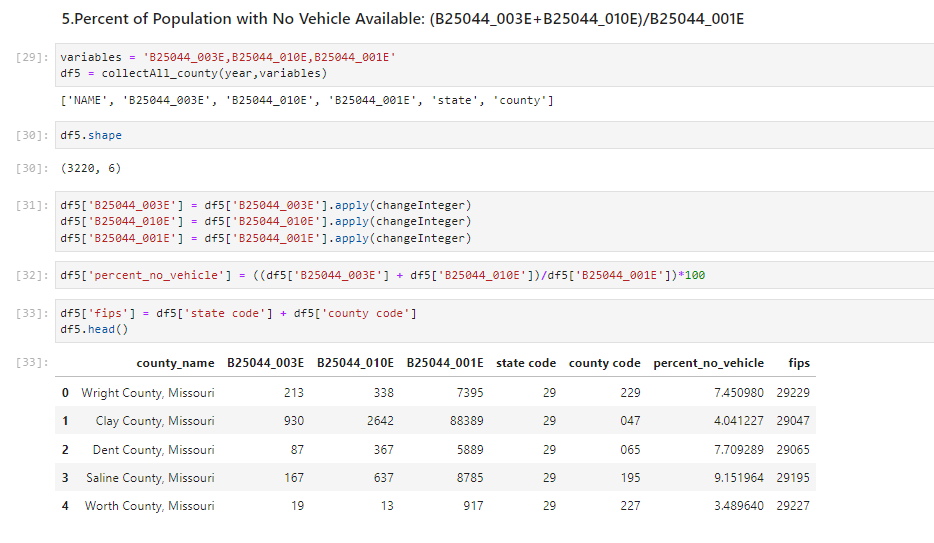 5.Percent of Population with No Vehicle Available: (B25044_003E+B25044_010E)/B25044_001E
[29]: variables = 'B25044_003E,B25044_010E,B25044_001E'
df5 = collectAll_county(year,variables)
['NAME', 'B25044_003E', 'B25044_010E', 'B25044_001E', 'state', 'county']
[30]: df5.shape
[30]: (3220, 6)
[31]: df5['B25044_003E'] = df5['B25044_003E'].apply(changeInteger)
df5['B25044_010E'] = df5['B25044_010E'].apply(changeInteger)
df5['B25044_001E'] = df5['B25044_001E'].apply(changeInteger)
[32]: df5['percent_no_vehicle'] = ((df5['B25044_003E'] + df5['B25044_010E'])/df5['B25044_001E'])*100
[33]: df5['fips'] = df5['state code'] + df5['county code']
df5.head()
[33]: county_name B25044_003E B25044_010E B25044_001E state code county code percent_no_vehicle fips
0 Wright County, Missouri 213 338 7395 29 229 7.450980 29229
1 Clay County, Missouri 930 2642 88389 29 047 4.041227 29047
2 Dent County, Missouri 87 367 5889 29 065 7.709289 29065
3 Saline County, Missouri 167 637 8785 29 195 9.151964 29195
4 Worth County, Missouri 19 13 917 29 227 3.489640 29227